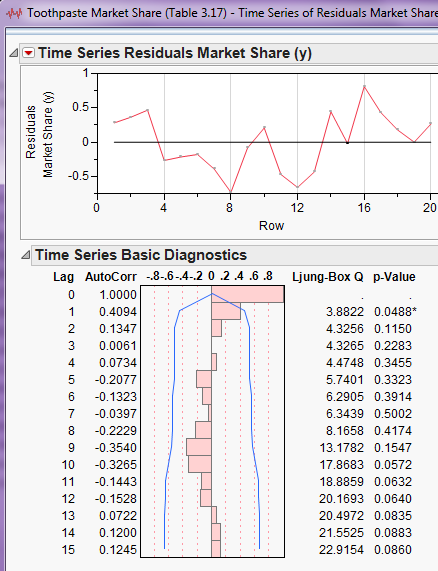 Toothpaste Market Share (Table 3.17) - Time Series of Residuals Market Share
Time Series Residuals Market Share (y)
Residuals
Market Share (y)
1
0.5
0
-0.5
0 4 8 12 16 20
Row
Time Series Basic Diagnostics
Lag AutoCorr -.8-.6-.4-.2 0 .2 .4 .6 .8 Ljung-Box Q p-Value
0 1.0000 . .
1 0.4094 3.8822 0.0488*
2 0.1347 4.3256 0.1150
3 0.0061 4.3265 0.2283
4 0.0734 4.4748 0.3455
5 -0.2077 5.7401 0.3323
6 -0.1323 6.2905 0.3914
7 -0.0397 6.3439 0.5002
8 -0.2229 8.1658 0.4174
9 -0.3540 13.1782 0.1547
10 -0.3265 17.8683 0.0572
11 -0.1443 18.8859 0.0632
12 -0.1528 20.1693 0.0640
13 0.0722 20.4972 0.0835
14 0.1200 21.5525 0.0883
15 0.1245 22.9154 0.0860